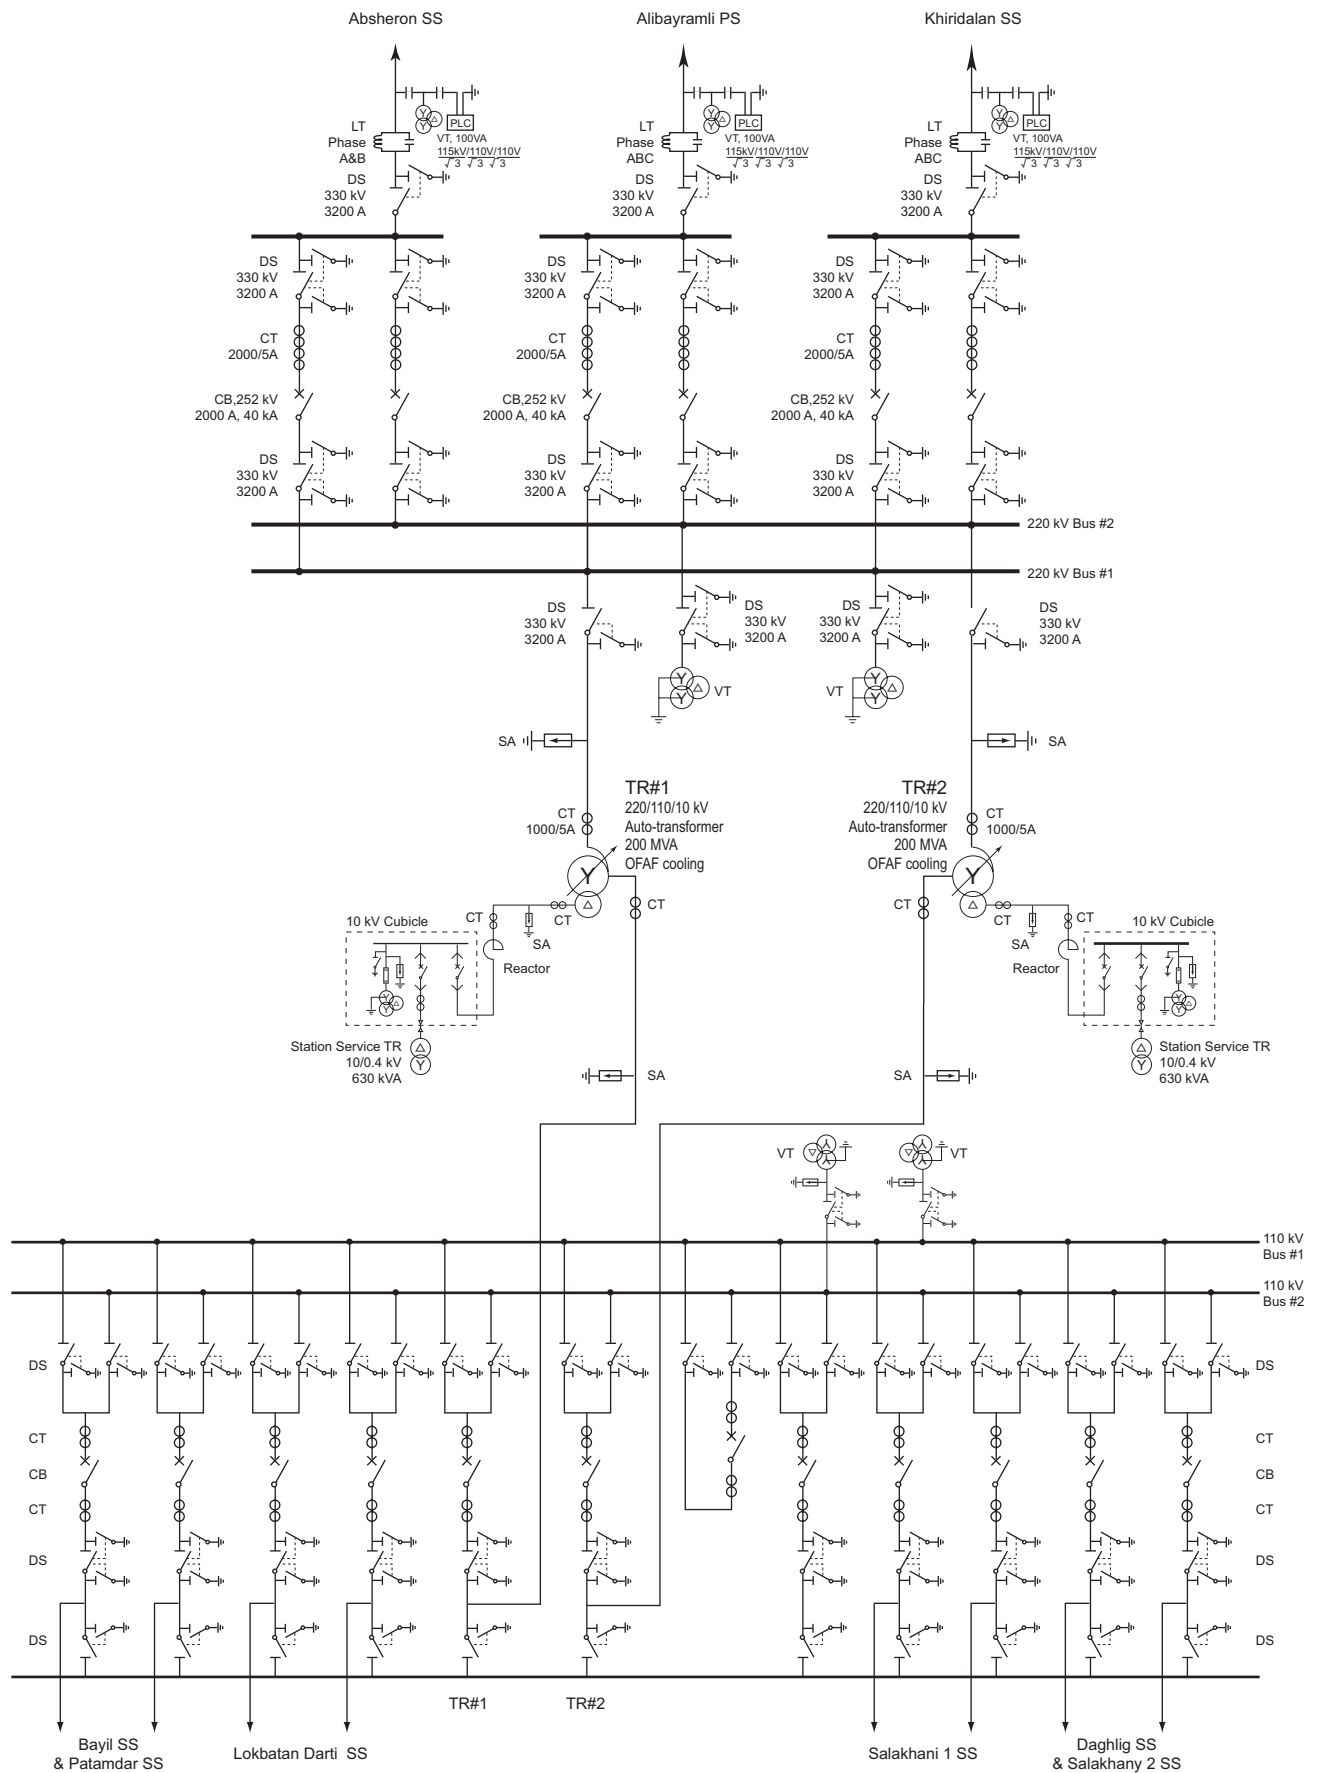 Absheron SS
Alibayramli PS
Khiridalan SS
LT
Phase
A&B
Y
Y
△
PLC
VT, 100VA
115kV/110V/110V
√3 √3 √3
DS
330 kV
3200 A
LT
Phase
ABC
Y
Y
△
PLC
VT, 100VA
115kV/110V/110V
√3 √3 √3
DS
330 kV
3200 A
LT
Phase
ABC
Y
Y
△
PLC
VT, 100VA
115kV/110V/110V
√3 √3 √3
DS
330 kV
3200 A
DS
330 kV
3200 A
CT
2000/5A
CB,252 kV
2000 A, 40 kA
DS
330 kV
3200 A
DS
330 kV
3200 A
CT
2000/5A
CB,252 kV
2000 A, 40 kA
DS
330 kV
3200 A
DS
330 kV
3200 A
CT
2000/5A
CB,252 kV
2000 A, 40 kA
DS
330 kV
3200 A
220 kV Bus #2
220 kV Bus #1
DS
330 kV
3200 A
DS
330 kV
3200 A
DS
330 kV
3200 A
DS
330 kV
3200 A
Y
Y
△
VT
VT
Y
Y
△
SA
SA
TR#1
220/110/10 kV
Auto-transformer
200 MVA
OFAF cooling
CT
1000/5A
TR#2
220/110/10 kV
Auto-transformer
200 MVA
OFAF cooling
CT
1000/5A
Y
△
CT
CT
CT
SA
Reactor
10 kV Cubicle
Y
Y
△
Station Service TR
10/0.4 kV
630 kVA
△
Y
SA
Y
△
CT
CT
CT
SA
Reactor
10 kV Cubicle
Y
Y
△
Station Service TR
10/0.4 kV
630 kVA
△
Y
SA
VT
VT
110 kV
Bus #1
110 kV
Bus #2
DS
DS
CT
CT
CB
CB
CT
CT
DS
DS
DS
DS
TR#1
TR#2
Bayil SS
& Patamdar SS
Lokbatan Darti SS
Salakhani 1 SS
Daghlig SS
& Salakhany 2 SS